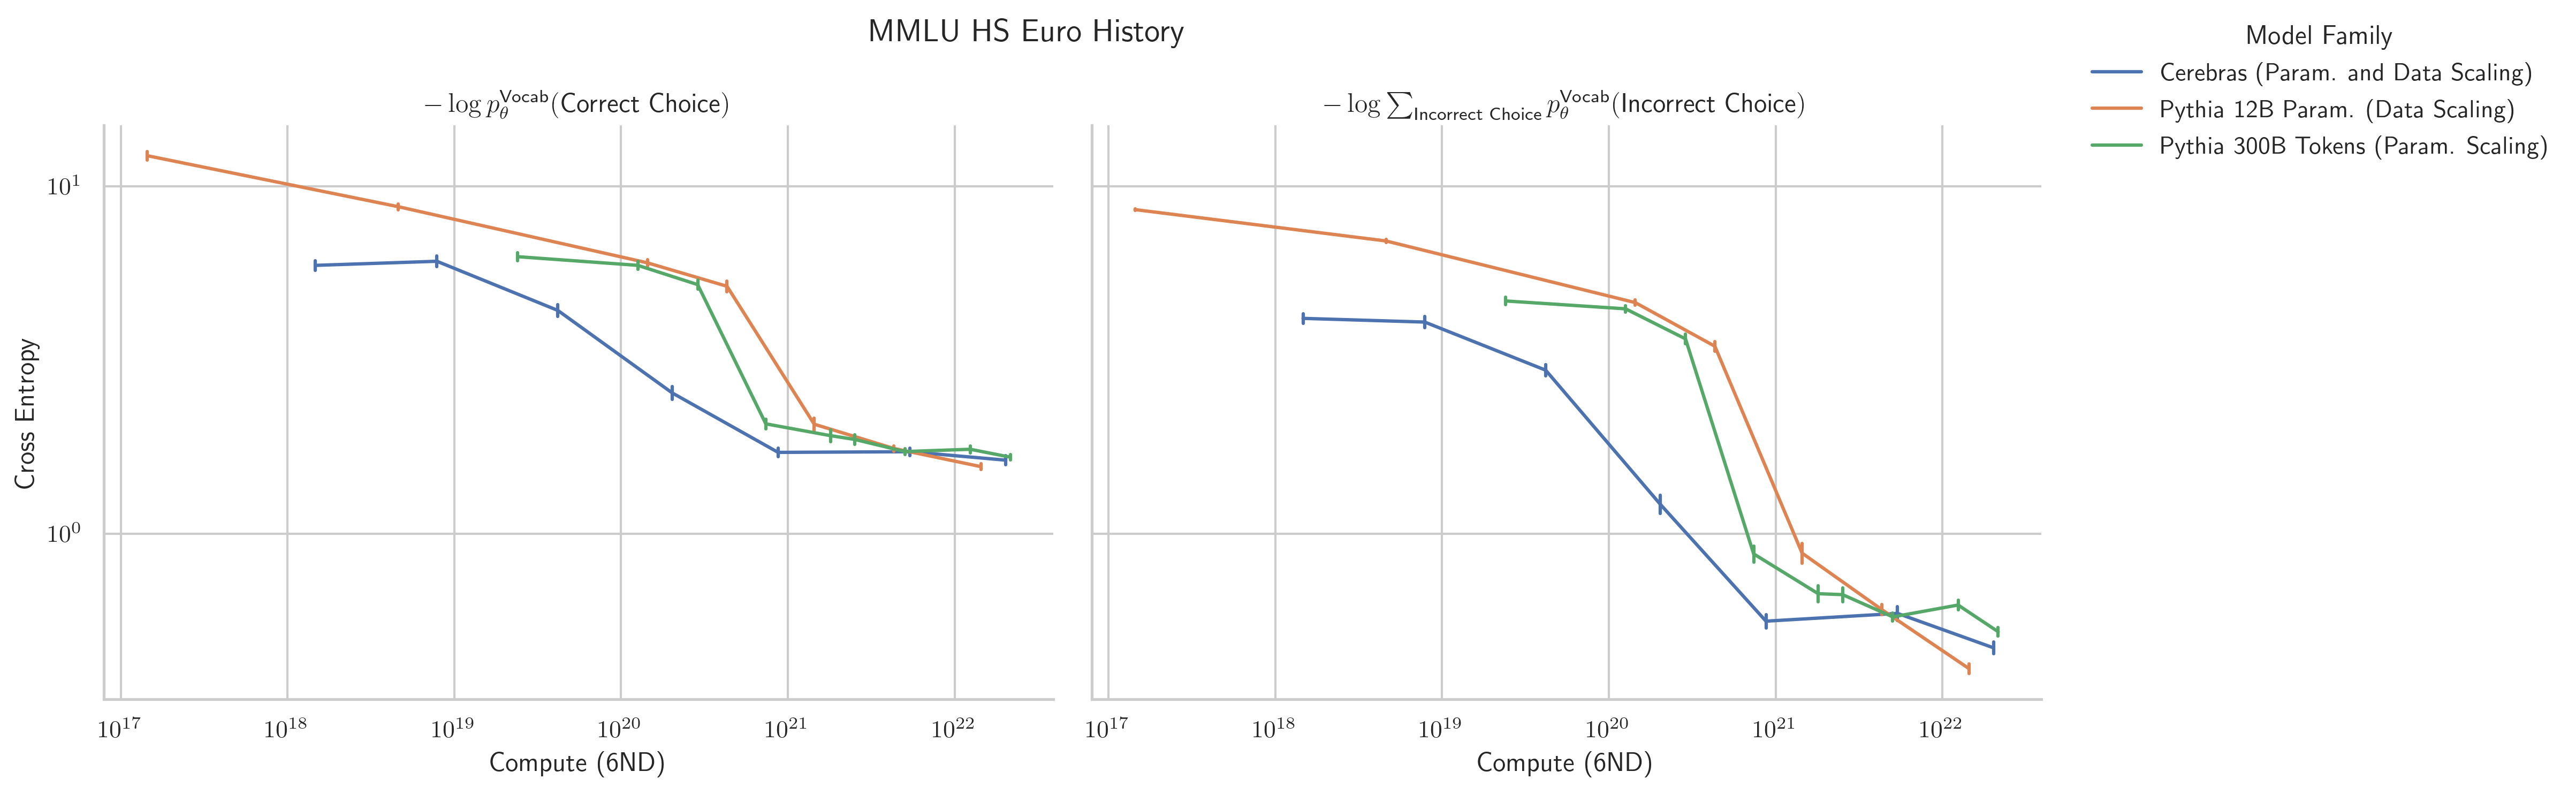 MMLU HS Euro History
Model Family
Cerebras (Param. and Data Scaling)
Pythia 12B Param. (Data Scaling)
Pythia 300B Tokens (Param. Scaling)
− log p_θ^Vocab(Correct Choice)
− log ∑_Incorrect Choice p_θ^Vocab(Incorrect Choice)
Cross Entropy
10¹
10⁰
10¹⁷ 10¹⁸ 10¹⁹ 10²⁰ 10²¹ 10²²
10¹⁷ 10¹⁸ 10¹⁹ 10²⁰ 10²¹ 10²²
Compute (6ND)
Compute (6ND)